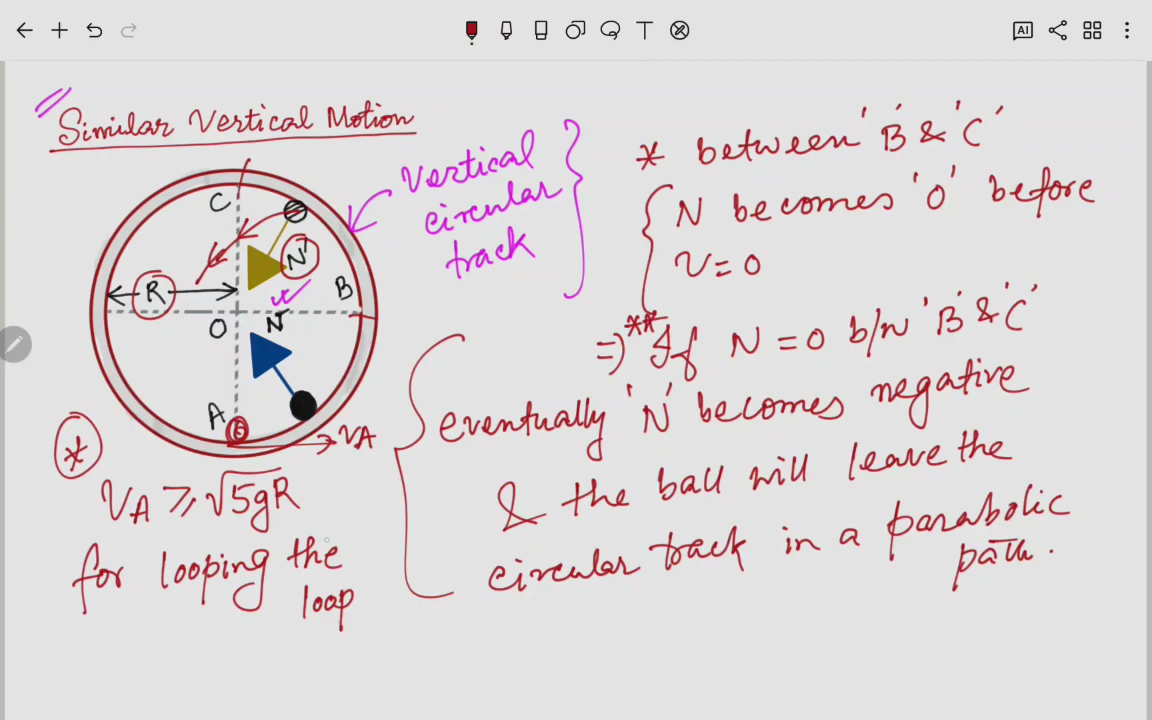 Similar Vertical Motion
Vertical
circular
track
C
N'
R
B
O
N
A
VA
*
VA ⩾ √5gR
for looping the
loop
* between 'B' & 'C'
N becomes '0' before
V = 0
=> ** If N = 0 b/n 'B' & 'C'
eventually 'N' becomes negative
& the ball will leave the
circular track in a parabolic
path.
T
AI